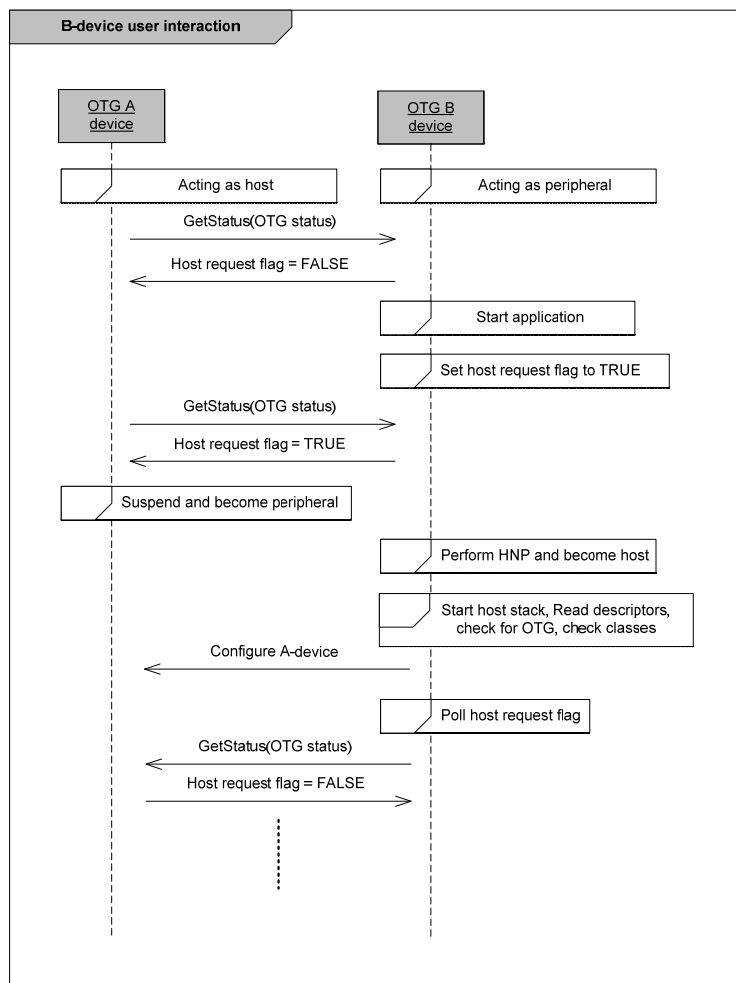 B-device user interaction
OTG A
device
OTG B
device
Acting as host
Acting as peripheral
GetStatus(OTG status)
Host request flag = FALSE
Start application
Set host request flag to TRUE
GetStatus(OTG status)
Host request flag = TRUE
Suspend and become peripheral
Perform HNP and become host
Start host stack, Read descriptors,
check for OTG, check classes
Configure A-device
Poll host request flag
GetStatus(OTG status)
Host request flag = FALSE